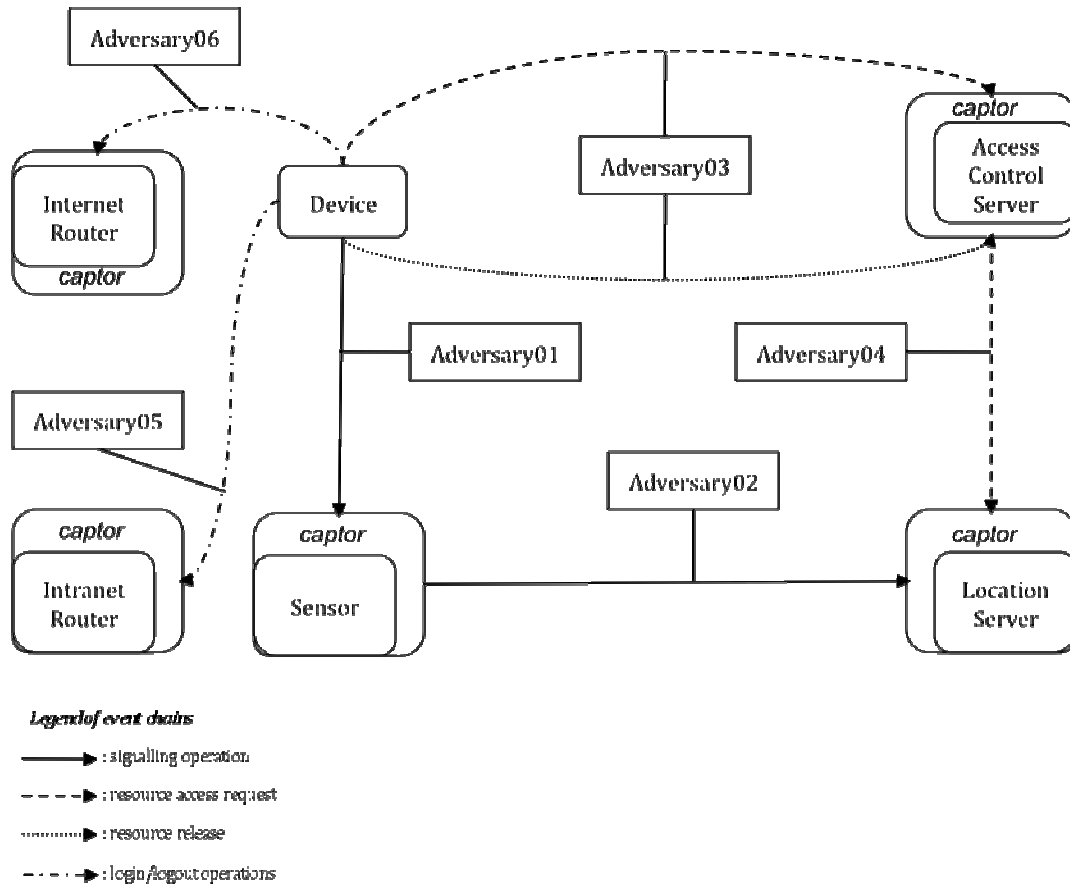 Adversary06
captor
Access
Control
Server
Adversary03
Internet
Router
captor
Device
Adversary01
Adversary04
Adversary05
Adversary02
captor
Intranet
Router
captor
Sensor
captor
Location
Server
Legend of event chains
: signalling operation
: resource access request
: resource release
: login/logout operations